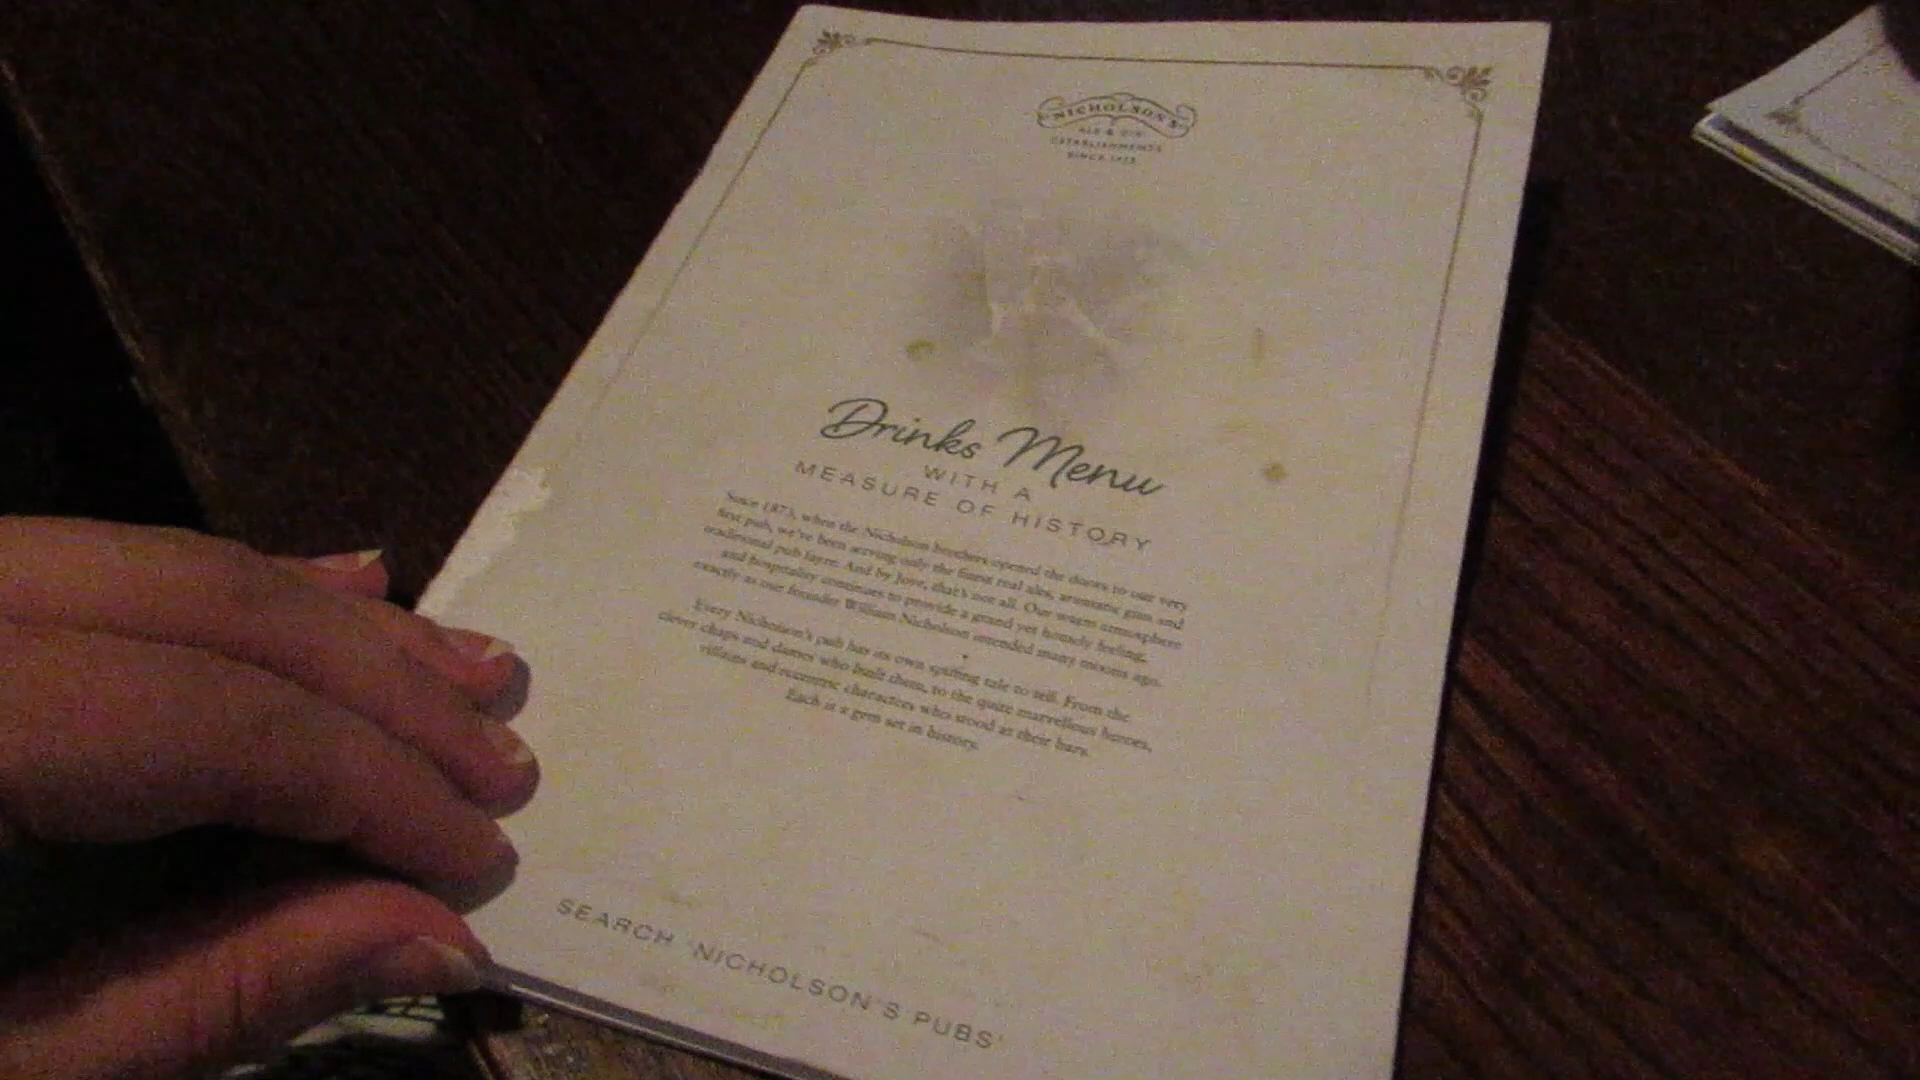 NICHOLSON'S
ALE & GIN
ESTABLISHMENTS
SINCE 1873
Drinks Menu
WITH A
MEASURE OF HISTORY
Since 1873, when the Nicholson brothers opened the doors to our very
first pub, we've been serving only the finest real ales, aromatic gins and
traditional pub fayre. And by Jove, that's not all. Our warm atmosphere
and hospitality continues to provide a grand yet homely feeling,
exactly as our founder William Nicholson intended many moons ago.
Every Nicholson's pub has its own spiffing tale to tell. From the
clever chaps and dames who built them, to the quite marvellous heroes,
villains and eccentric characters who stood at their bars.
Each is a gem set in history.
SEARCH 'NICHOLSON'S PUBS'